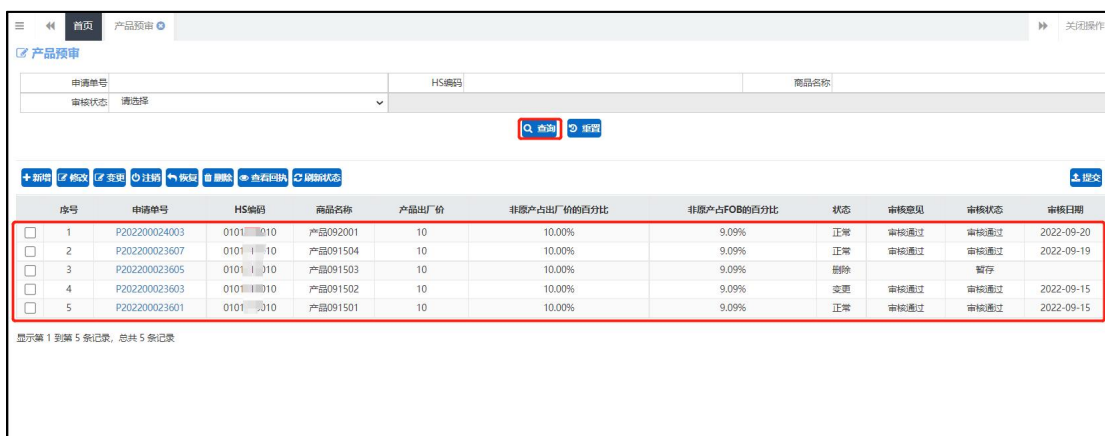 首页 产品预审 关闭操作
产品预审
申请单号 HS编码 商品名称
审核状态 请选择
查询 重置
新增 修改 变更 注销 恢复 删除 查看回执 刷新状态 提交
序号 申请单号 HS编码 商品名称 产品出厂价 非原产占出厂价的百分比 非原产占FOB的百分比 状态 审核意见 审核状态 审核日期
1 P202200024003 0101 010 产品092001 10 10.00% 9.09% 正常 审核通过 审核通过 2022-09-20
2 P202200023607 0101 10 产品091504 10 10.00% 9.09% 正常 审核通过 审核通过 2022-09-19
3 P202200023605 0101 010 产品091503 10 10.00% 9.09% 删除 暂存
4 P202200023603 0101 010 产品091502 10 10.00% 9.09% 变更 审核通过 审核通过 2022-09-15
5 P202200023601 0101 010 产品091501 10 10.00% 9.09% 正常 审核通过 审核通过 2022-09-15
显示第 1 到第 5 条记录，总共 5 条记录